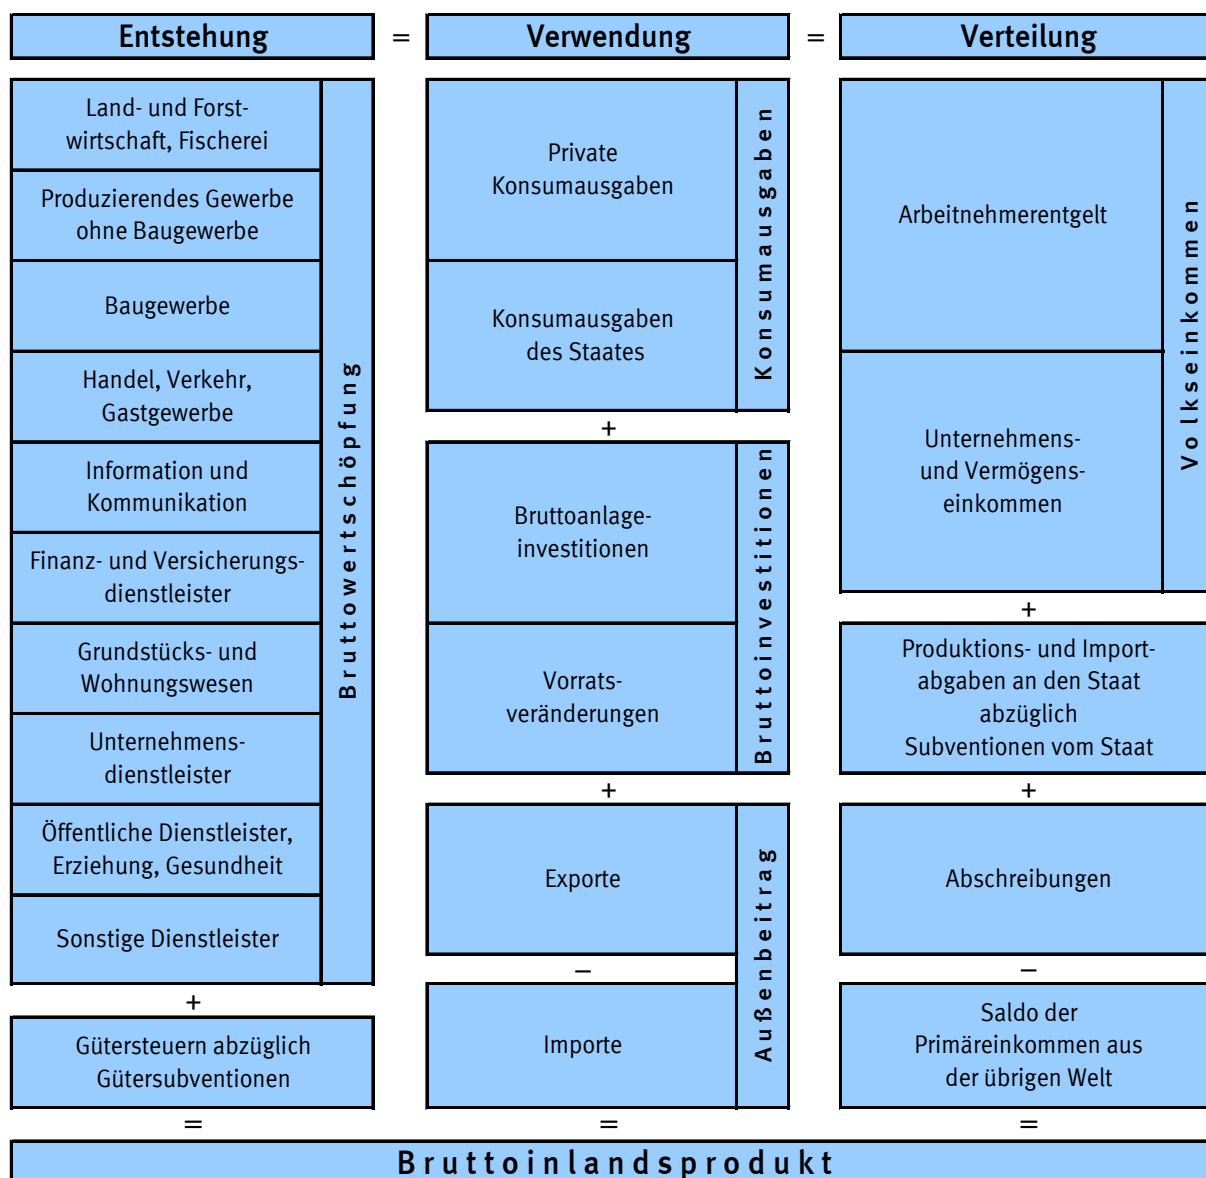 Entstehung = Verwendung = Verteilung
Land- und Forst-
wirtschaft, Fischerei
Produzierendes Gewerbe
ohne Baugewerbe
Baugewerbe
Handel, Verkehr,
Gastgewerbe
Information und
Kommunikation
Finanz- und Versicherungs-
dienstleister
Grundstücks- und
Wohnungswesen
Unternehmens-
dienstleister
Öffentliche Dienstleister,
Erziehung, Gesundheit
Sonstige Dienstleister
Bruttowertschöpfung
+
Gütersteuern abzüglich
Gütersubventionen
=
Private
Konsumausgaben
Konsumausgaben
des Staates
Konsumausgaben
+
Bruttoanlage-
investitionen
Vorrats-
veränderungen
Bruttoinvestitionen
+
Exporte
–
Importe
Außenbeitrag
=
Arbeitnehmerentgelt
Unternehmens-
und Vermögens-
einkommen
Volkseinkommen
+
Produktions- und Import-
abgaben an den Staat
abzüglich
Subventionen vom Staat
+
Abschreibungen
–
Saldo der
Primäreinkommen aus
der übrigen Welt
=
Bruttoinlandsprodukt